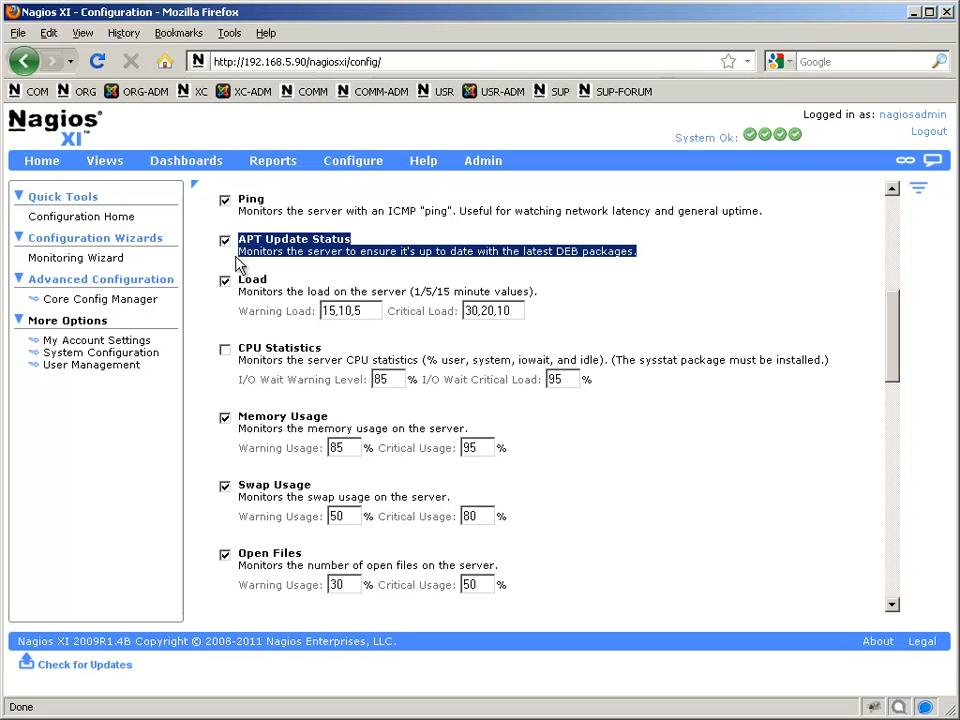 Nagios XI - Configuration - Mozilla Firefox
File Edit View History Bookmarks Tools Help
N http://192.168.5.90/nagiosxi/config/ Google
N COM N ORG ORG-ADM N XC XC-ADM N COMM N COMM-ADM N USR USR-ADM N SUP N SUP-FORUM
Nagios®
XI™
Logged in as: nagiosadmin
System Ok: Logout
Home Views Dashboards Reports Configure Help Admin
Quick Tools
Configuration Home
Configuration Wizards
Monitoring Wizard
Advanced Configuration
Core Config Manager
More Options
My Account Settings
System Configuration
User Management
Ping
Monitors the server with an ICMP "ping". Useful for watching network latency and general uptime.
APT Update Status
Monitors the server to ensure it's up to date with the latest DEB packages.
Load
Monitors the load on the server (1/5/15 minute values).
Warning Load: 15,10,5 Critical Load: 30,20,10
CPU Statistics
Monitors the server CPU statistics (% user, system, iowait, and idle). (The sysstat package must be installed.)
I/O Wait Warning Level: 85 % I/O Wait Critical Load: 95 %
Memory Usage
Monitors the memory usage on the server.
Warning Usage: 85 % Critical Usage: 95 %
Swap Usage
Monitors the swap usage on the server.
Warning Usage: 50 % Critical Usage: 80 %
Open Files
Monitors the number of open files on the server.
Warning Usage: 30 % Critical Usage: 50 %
Nagios XI 2009R1.4B Copyright © 2008-2011 Nagios Enterprises, LLC. About Legal
Check for Updates
Done